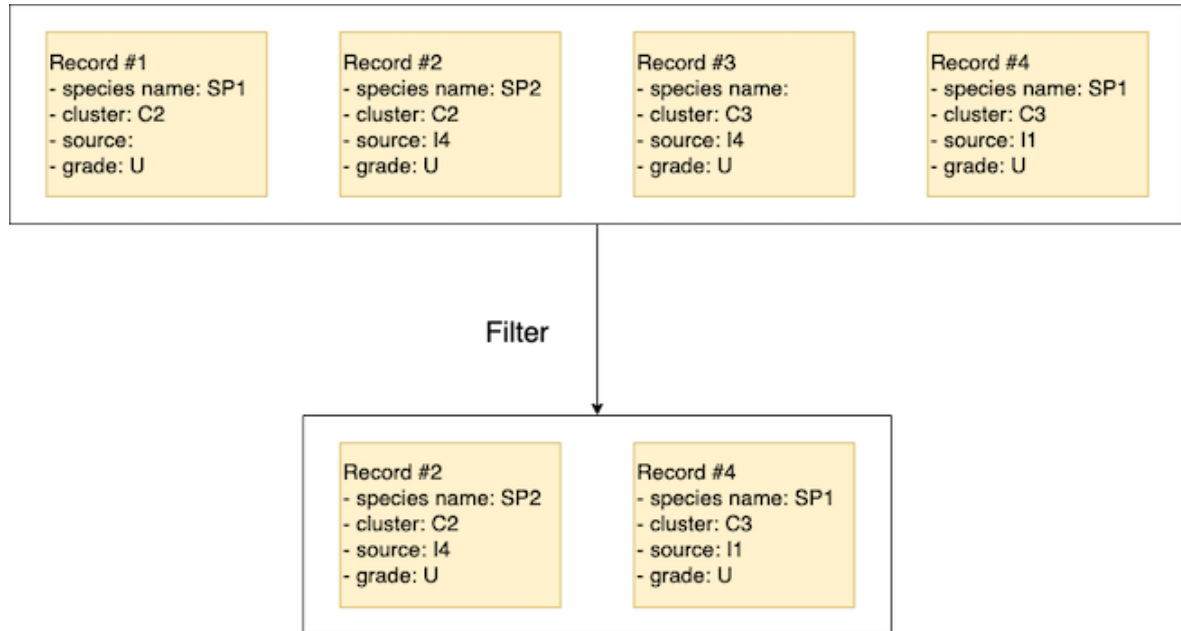 Record #1
- species name: SP1
- cluster: C2
- source:
- grade: U
Record #2
- species name: SP2
- cluster: C2
- source: I4
- grade: U
Record #3
- species name:
- cluster: C3
- source: I4
- grade: U
Record #4
- species name: SP1
- cluster: C3
- source: I1
- grade: U
Filter
Record #2
- species name: SP2
- cluster: C2
- source: I4
- grade: U
Record #4
- species name: SP1
- cluster: C3
- source: I1
- grade: U